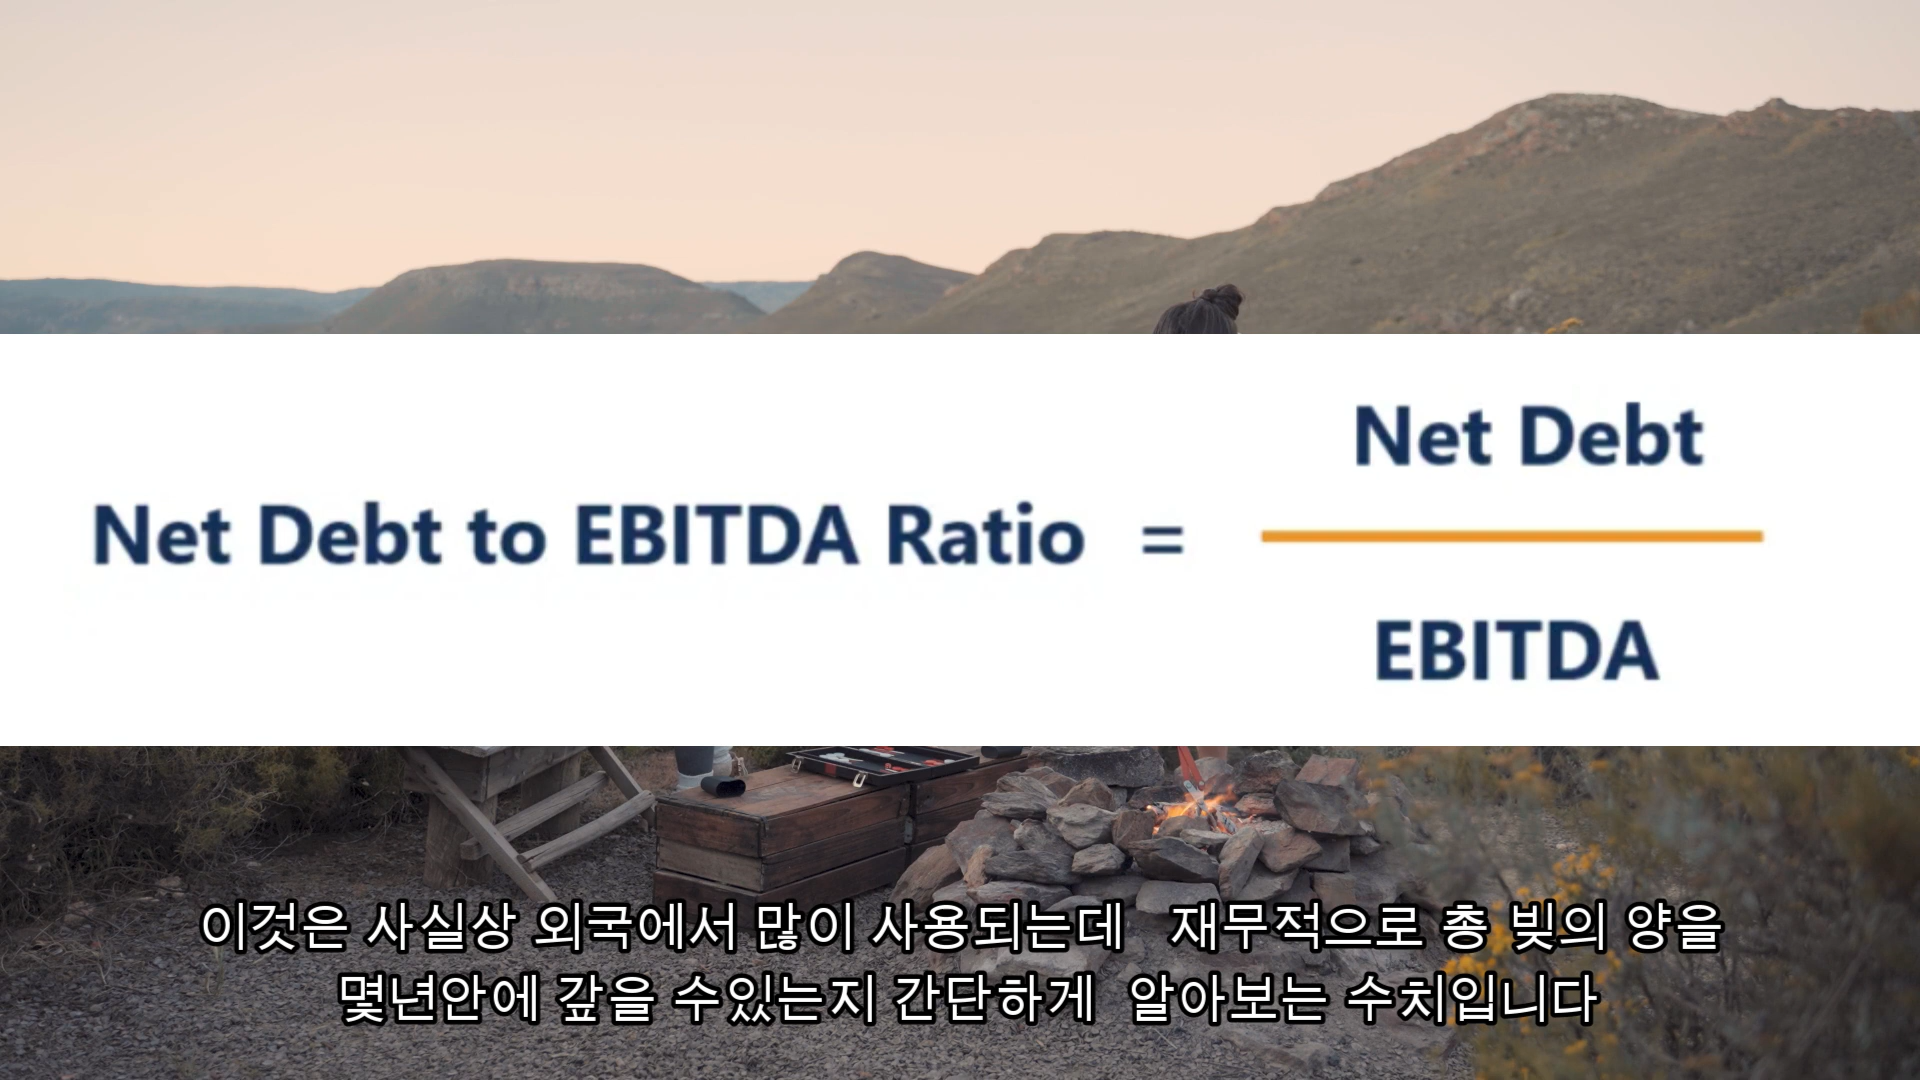 Net Debt
Net Debt to EBITDA Ratio =
EBITDA
이것은 사실상 외국에서 많이 사용되는데 재무적으로 총 빚의 양을
몇년안에 갚을 수있는지 간단하게 알아보는 수치입니다